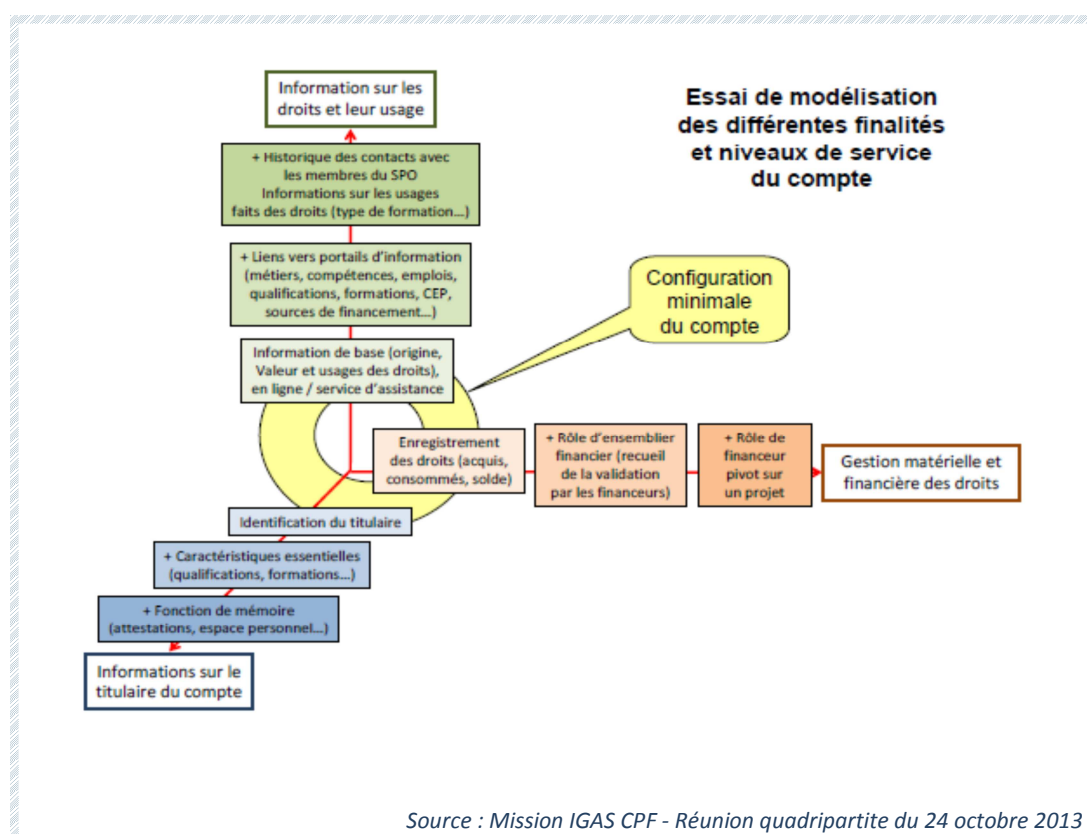 Essai de modélisation
des différentes finalités
et niveaux de service
du compte
Information sur les
droits et leur usage
+ Historique des contacts avec
les membres du SPO
Informations sur les usages
faits des droits (type de formation...)
+ Liens vers portails d'information
(métiers, compétences, emplois,
qualifications, formations, CEP,
sources de financement...)
Information de base (origine,
Valeur et usages des droits),
en ligne / service d'assistance
Configuration
minimale
du compte
Enregistrement
des droits (acquis,
consommés, solde)
+ Rôle d'ensemblier
financier (recueil
de la validation
par les financeurs)
+ Rôle de
financeur
pivot sur
un projet
Gestion matérielle et
financière des droits
Identification du titulaire
+ Caractéristiques essentielles
(qualifications, formations...)
+ Fonction de mémoire
(attestations, espace personnel...)
Informations sur le
titulaire du compte
Source : Mission IGAS CPF - Réunion quadripartite du 24 octobre 2013